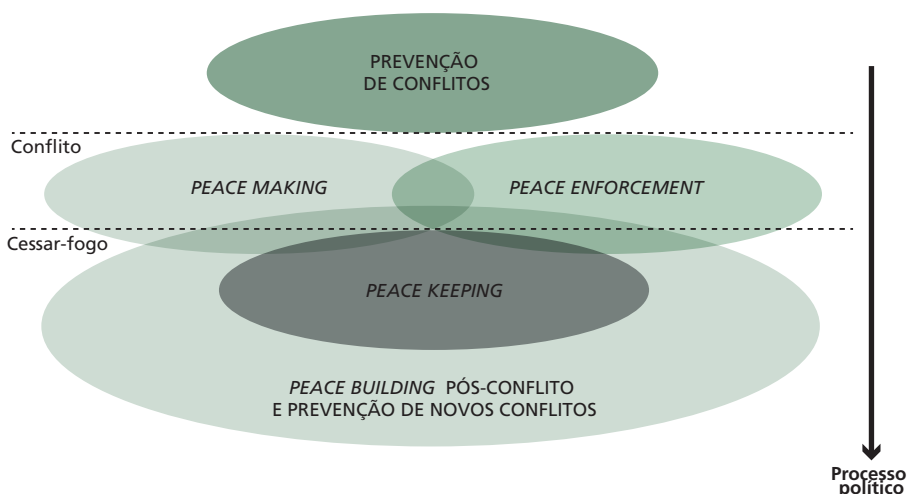 PREVENÇÃO
DE CONFLITOS
Conflito
PEACE MAKING
PEACE ENFORCEMENT
Cessar-fogo
PEACE KEEPING
PEACE BUILDING PÓS-CONFLITO
E PREVENÇÃO DE NOVOS CONFLITOS
Processo
político